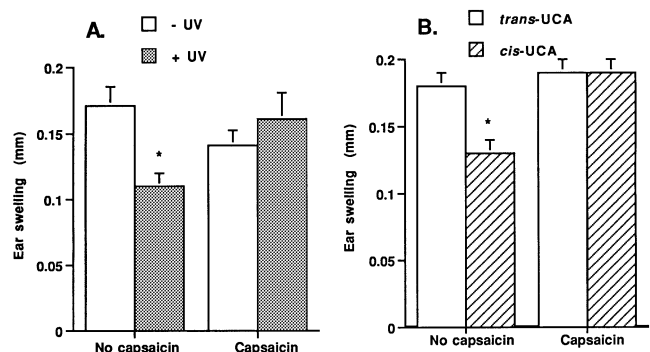 A.
- UV
+ UV
0.2
0.15
0.1
0.05
0
Ear swelling (mm)
*
No capsaicin
Capsaicin
B.
trans-UCA
cis-UCA
0.2
0.15
0.1
0.05
0
Ear swelling (mm)
*
No capsaicin
Capsaicin